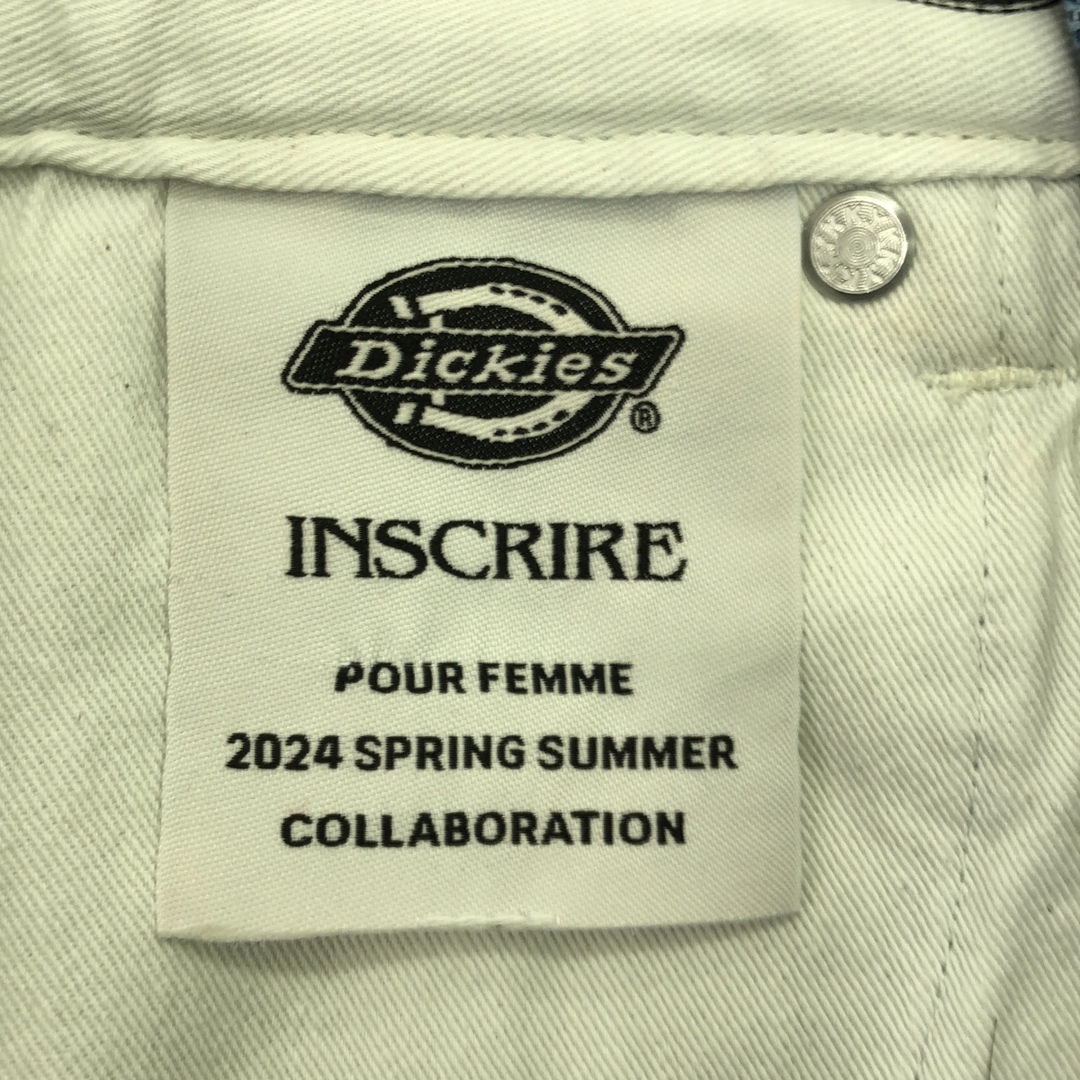 Dickies
®
INSCRIRE
POUR FEMME
2024 SPRING SUMMER
COLLABORATION